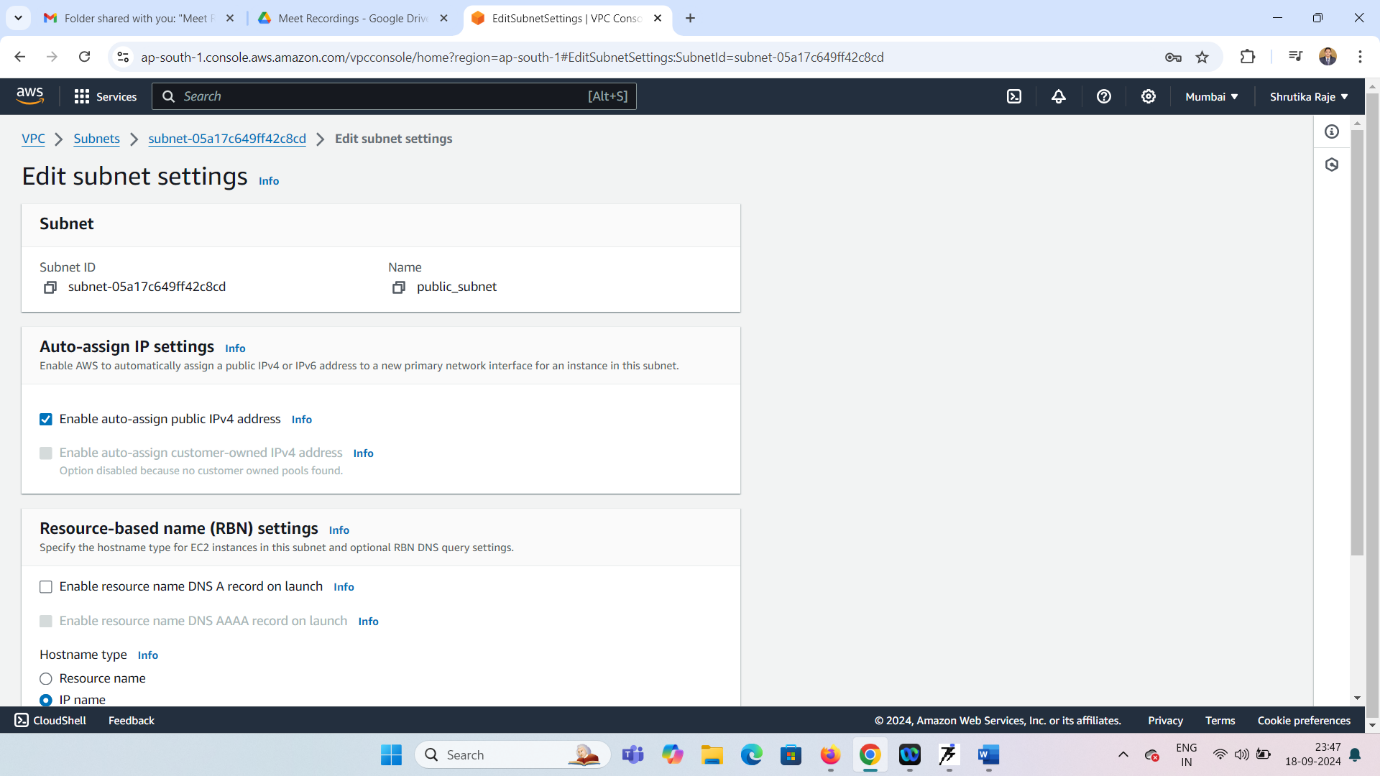 Folder shared with you: "Meet R
Meet Recordings - Google Drive
EditSubnetSettings | VPC Conso
ap-south-1.console.aws.amazon.com/vpcconsole/home?region=ap-south-1#EditSubnetSettings:SubnetId=subnet-05a17c649ff42c8cd
aws Services Search [Alt+S] Mumbai Shrutika Raje
VPC Subnets subnet-05a17c649ff42c8cd Edit subnet settings
Edit subnet settings Info
Subnet
Subnet ID Name
subnet-05a17c649ff42c8cd public_subnet
Auto-assign IP settings Info
Enable AWS to automatically assign a public IPv4 or IPv6 address to a new primary network interface for an instance in this subnet.
Enable auto-assign public IPv4 address Info
Enable auto-assign customer-owned IPv4 address Info
Option disabled because no customer owned pools found.
Resource-based name (RBN) settings Info
Specify the hostname type for EC2 instances in this subnet and optional RBN DNS query settings.
Enable resource name DNS A record on launch Info
Enable resource name DNS AAAA record on launch Info
Hostname type Info
Resource name
IP name
CloudShell Feedback © 2024, Amazon Web Services, Inc. or its affiliates. Privacy Terms Cookie preferences
Search ENG 23:47
IN 18-09-2024